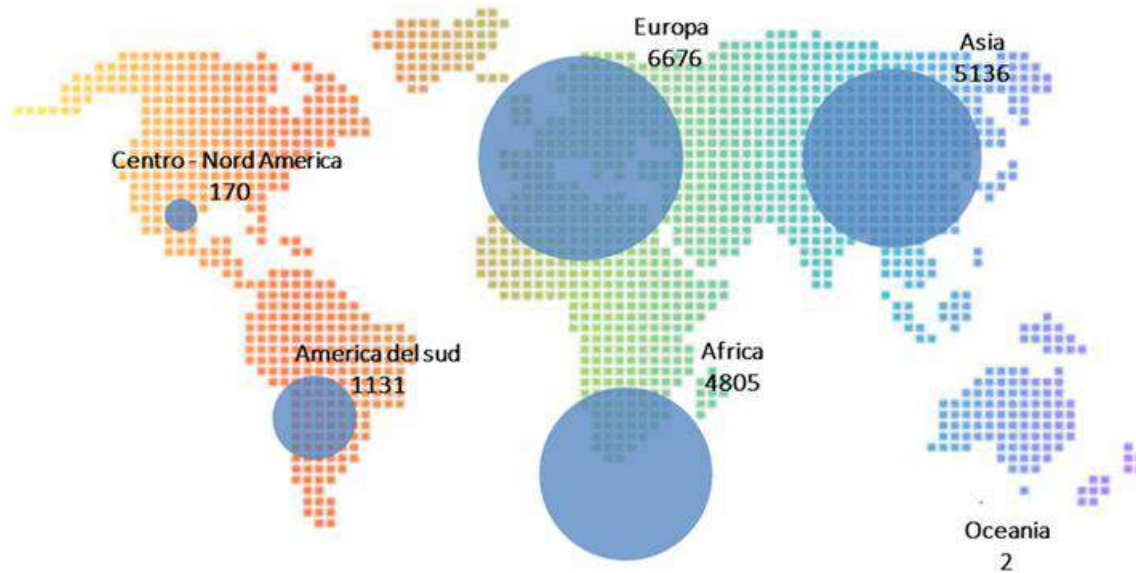 Europa
6676
Asia
5136
Centro - Nord America
170
America del sud
1131
Africa
4805
Oceania
2